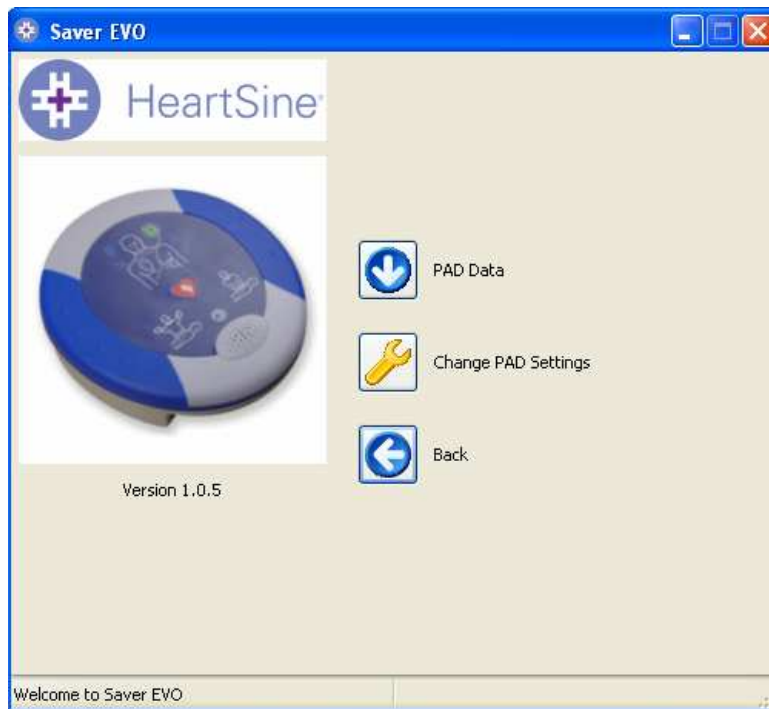 Saver EVO
HeartSine®
PAD Data
Change PAD Settings
Back
Version 1.0.5
Welcome to Saver EVO